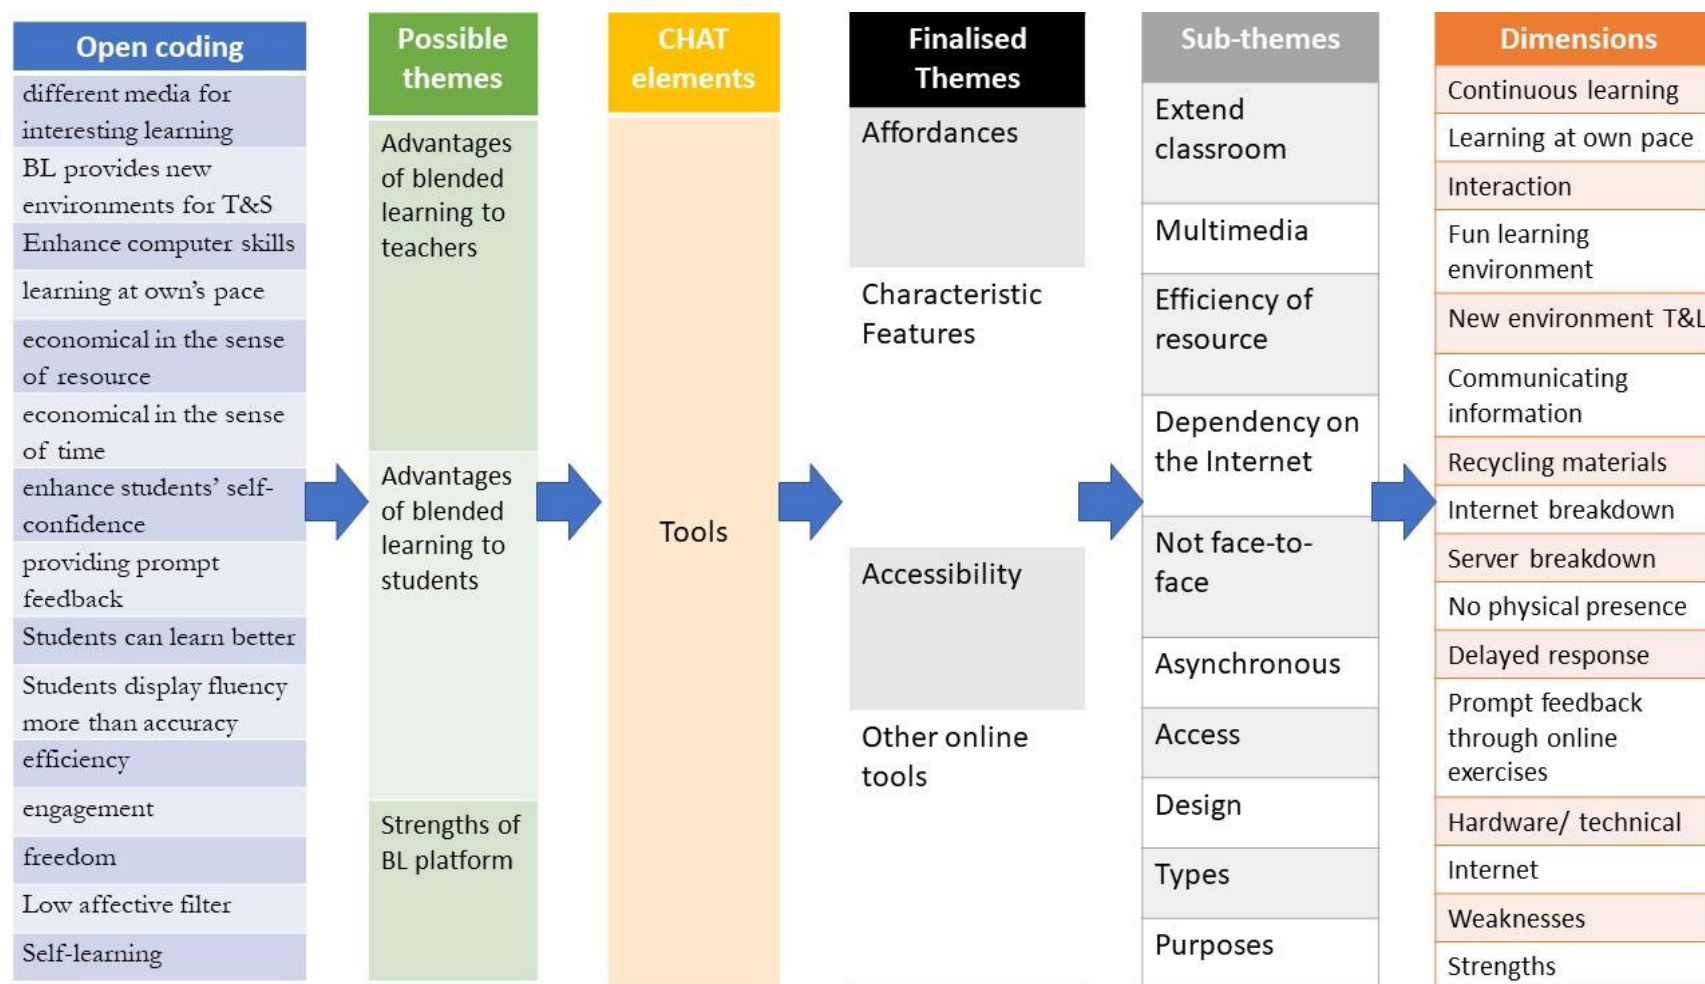 Open coding
different media for
interesting learning
BL provides new
environments for T&S
Enhance computer skills
learning at own's pace
economical in the sense
of resource
economical in the sense
of time
enhance students' self-
confidence
providing prompt
feedback
Students can learn better
Students display fluency
more than accuracy
efficiency
engagement
freedom
Low affective filter
Self-learning
Possible
themes
Advantages
of blended
learning to
teachers
Advantages
of blended
learning to
students
Strengths of
BL platform
CHAT
elements
Tools
Finalised
Themes
Affordances
Characteristic
Features
Accessibility
Other online
tools
Sub-themes
Extend
classroom
Multimedia
Efficiency of
resource
Dependency on
the Internet
Not face-to-
face
Asynchronous
Access
Design
Types
Purposes
Dimensions
Continuous learning
Learning at own pace
Interaction
Fun learning
environment
New environment T&L
Communicating
information
Recycling materials
Internet breakdown
Server breakdown
No physical presence
Delayed response
Prompt feedback
through online
exercises
Hardware/ technical
Internet
Weaknesses
Strengths